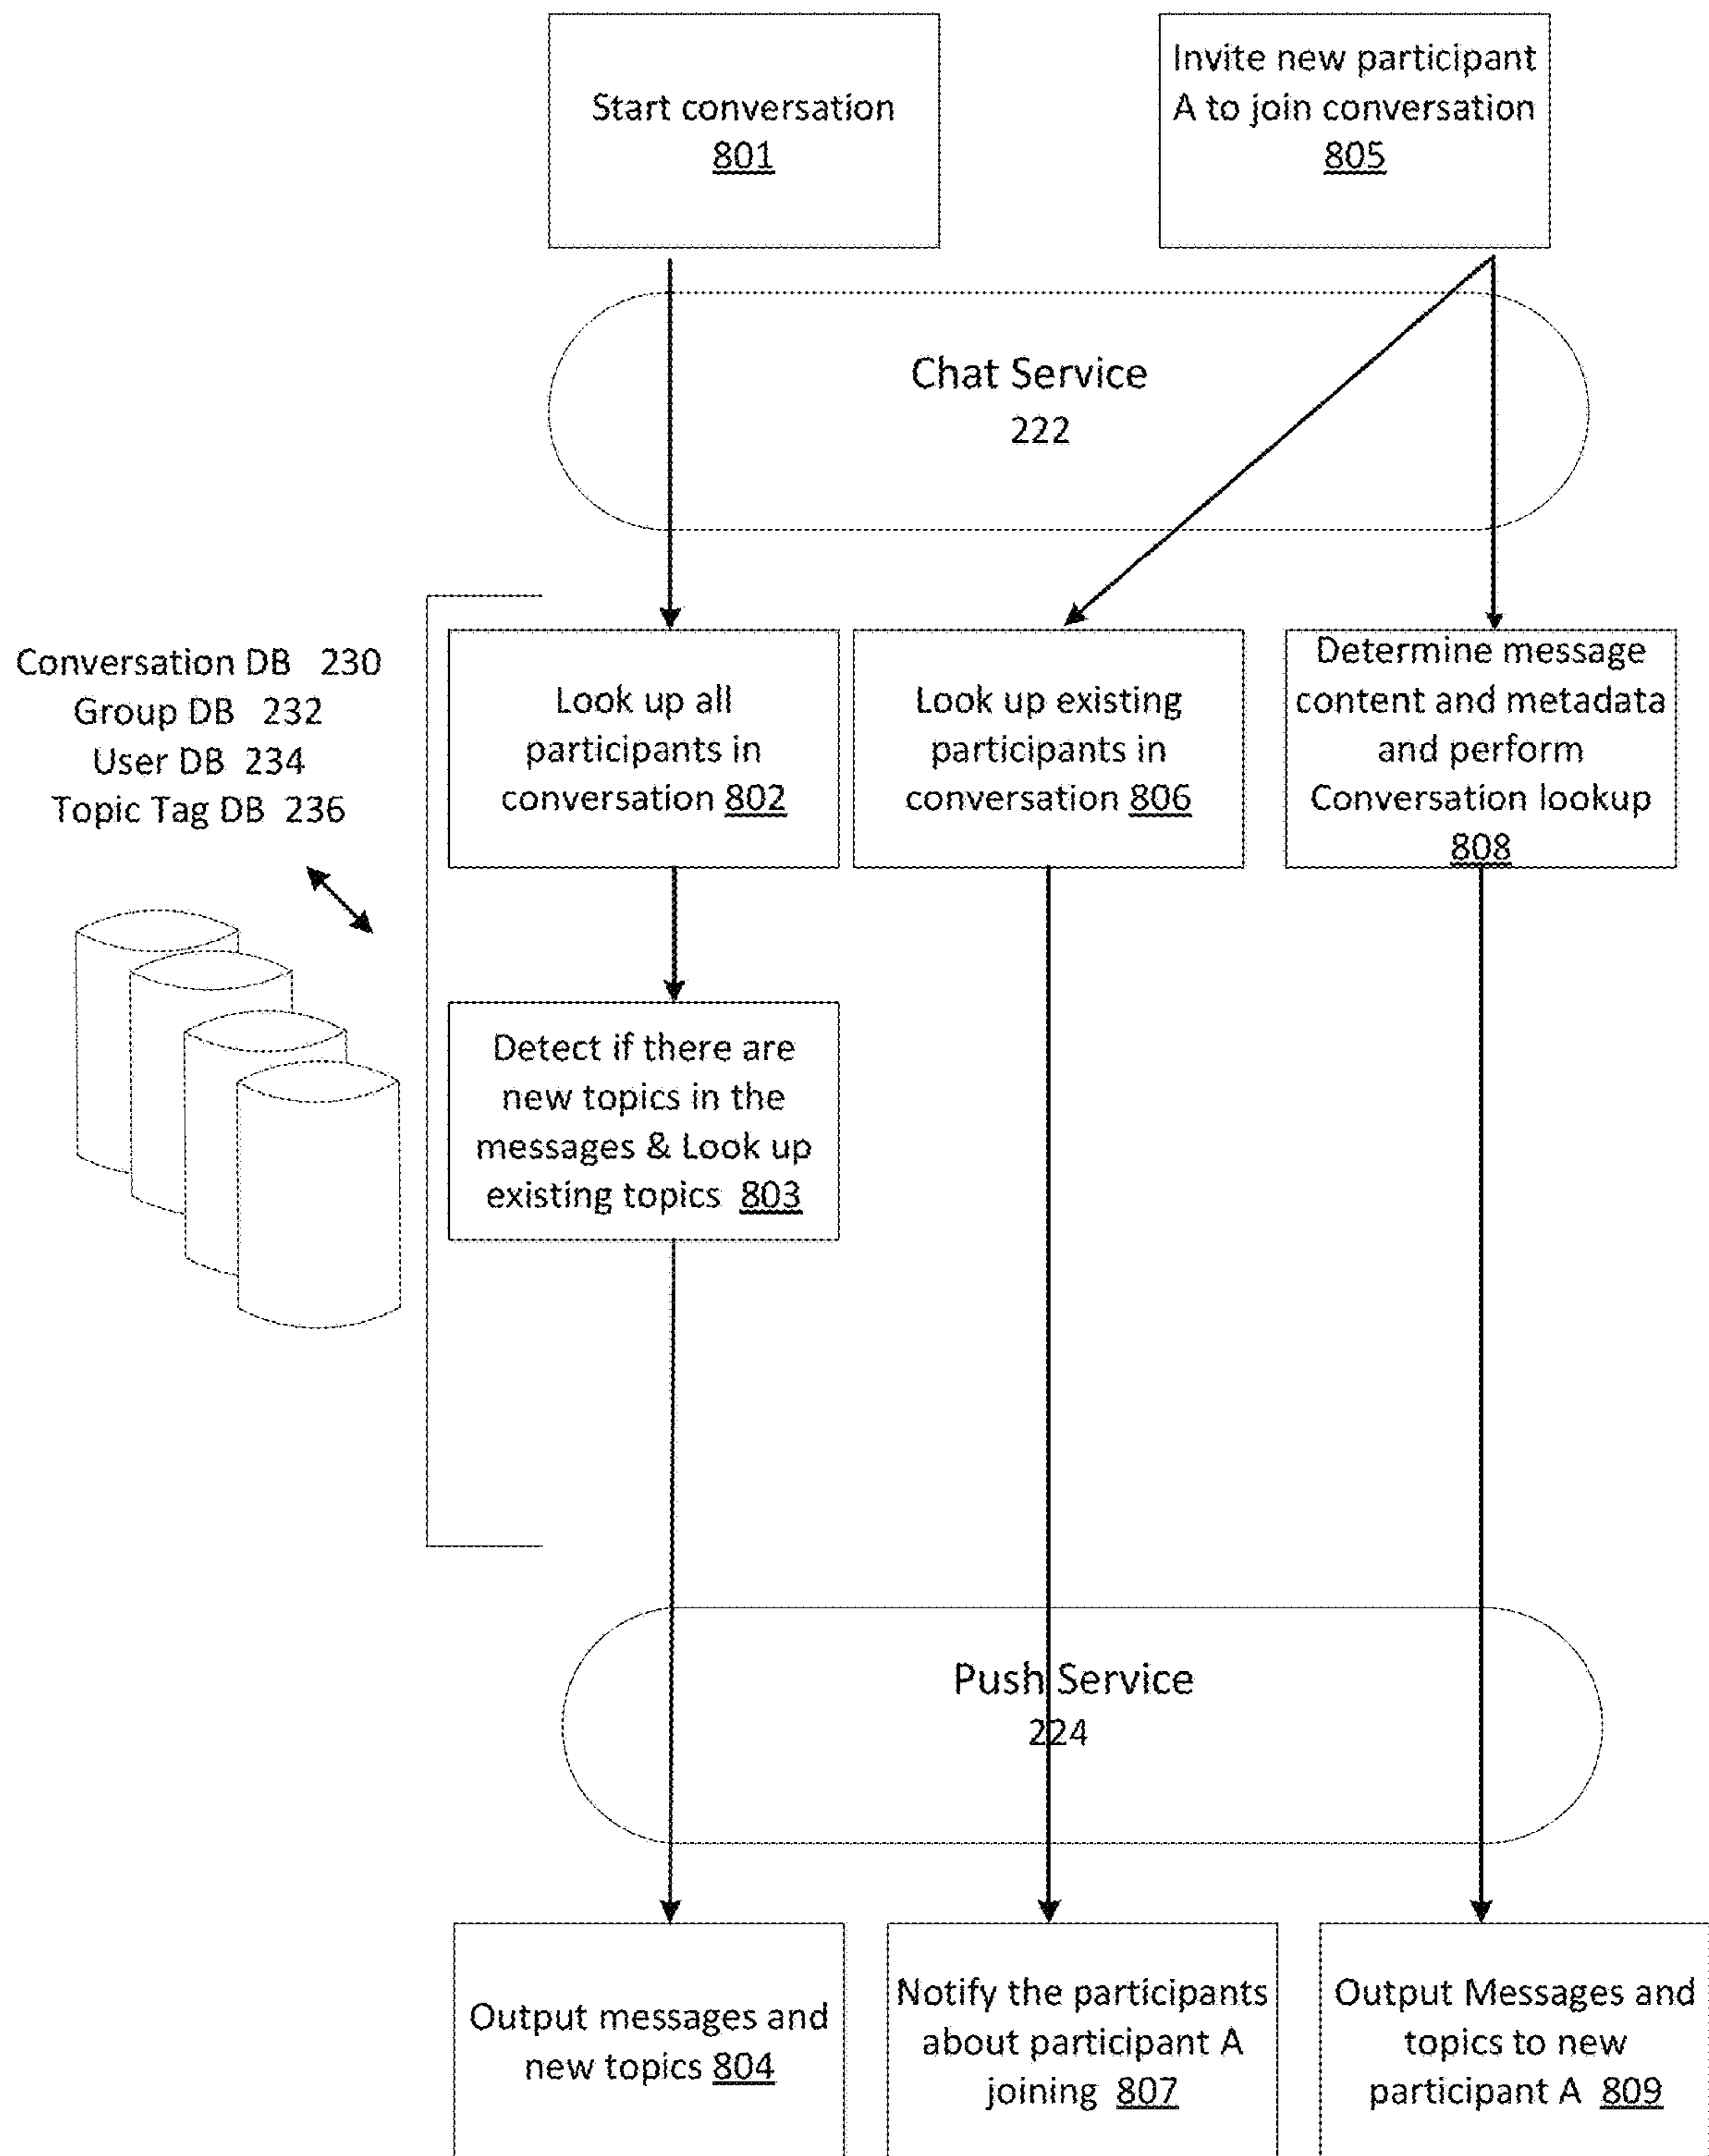 Start conversation
801
Invite new participant
A to join conversation
805
Chat Service
222
Conversation DB 230
Group DB 232
User DB 234
Topic Tag DB 236
Look up all
participants in
conversation 802
Look up existing
participants in
conversation 806
Determine message
content and metadata
and perform
Conversation lookup
808
Detect if there are
new topics in the
messages & Look up
existing topics 803
Push Service
224
Output messages and
new topics 804
Notify the participants
about participant A
joining 807
Output Messages and
topics to new
participant A 809